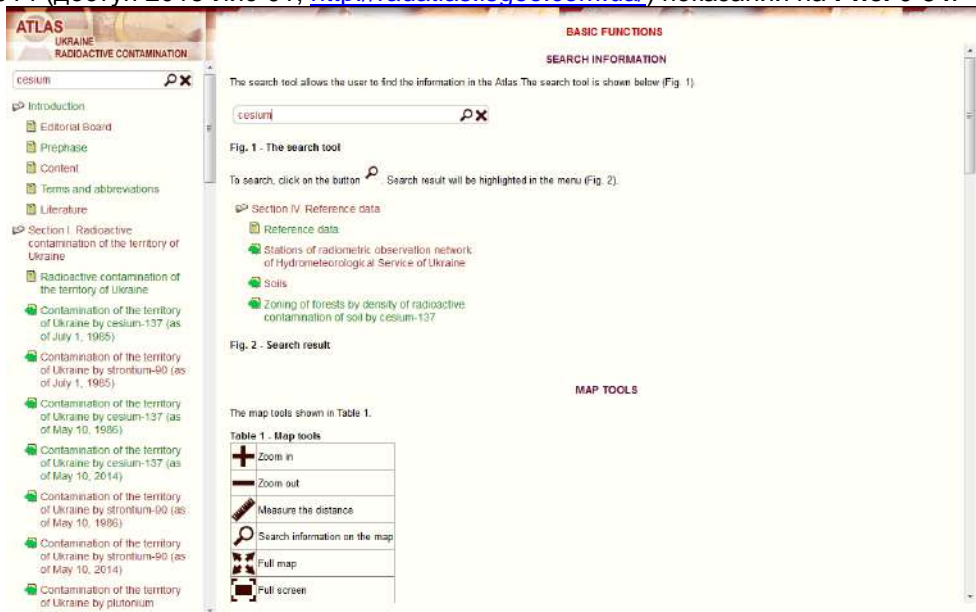 (доступ показаний на
ATLAS
UKRAINE
RADIOACTIVE CONTAMINATION
cesium
Introduction
Editorial Board
Prephase
Content
Terms and abbreviations
Literature
Section I. Radioactive
contamination of the territory of
Ukraine
Radioactive contamination of
the territory of Ukraine
Contamination of the territory
of Ukraine by cesium-137 (as
of July 1, 1985)
Contamination of the territory
of Ukraine by strontium-90 (as
of July 1, 1985)
Contamination of the territory
of Ukraine by cesium-137 (as
of May 10, 1986)
Contamination of the territory
of Ukraine by cesium-137 (as
of May 10, 2014)
Contamination of the territory
of Ukraine by strontium-90 (as
of May 10, 1986)
Contamination of the territory
of Ukraine by strontium-90 (as
of May 10, 2014)
Contamination of the territory
of Ukraine by plutonium
BASIC FUNCTIONS
SEARCH INFORMATION
The search tool allows the user to find the information in the Atlas The search tool is shown below (Fig. 1)
cesium
Fig. 1 - The search tool
To search, click on the button . Search result will be highlighted in the menu (Fig. 2).
Section IV. Reference data
Reference data
Stations of radiometric observation network
of Hydrometeorological Service of Ukraine
Soils
Zoning of forests by density of radioactive
contamination of soil by cesium-137
Fig. 2 - Search result
MAP TOOLS
The map tools shown in Table 1.
Table 1 - Map tools
Zoom in
Zoom out
Measure the distance
Search information on the map
Full map
Full screen